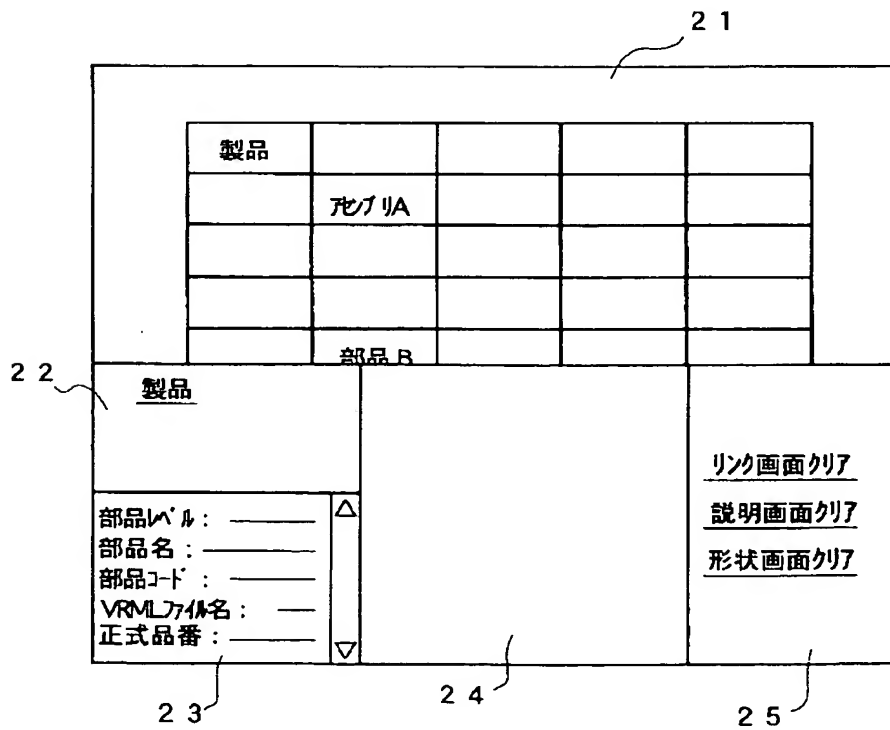 21
製品
アセンブリA
部品 B
22
製品
リンク画面クリア
説明画面クリア
形状画面クリア
部品レベル：
部品名：
部品コード：
VRMLファイル名：
正式品番：
23
24
25